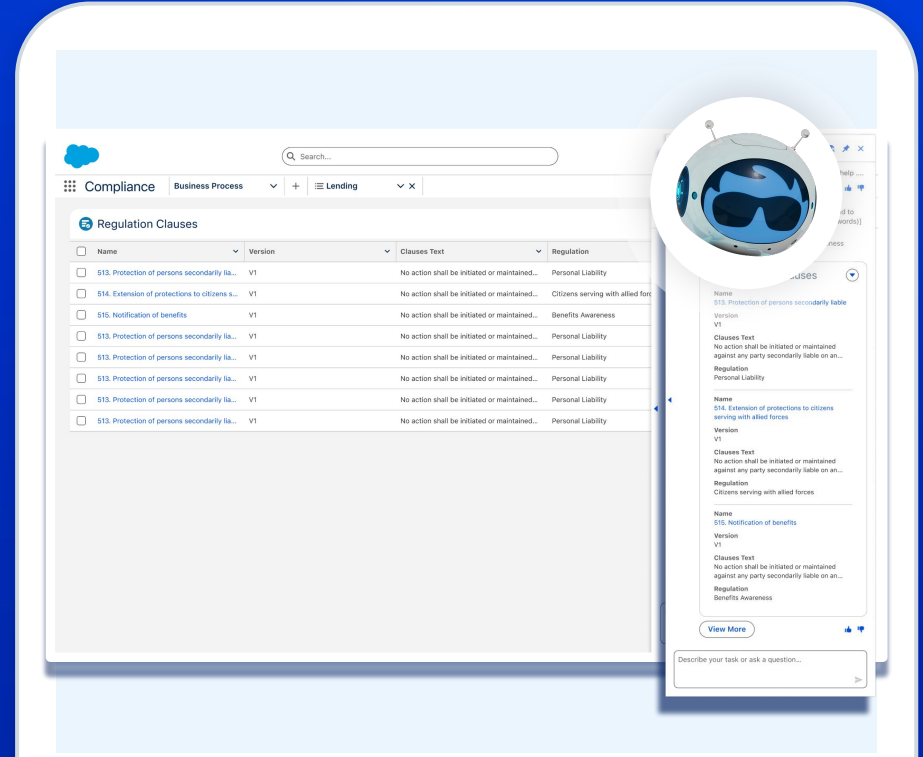 Search...
Compliance Business Process + Lending
Regulation Clauses
Name Version Clauses Text Regulation
513. Protection of persons secondarily lia... V1 No action shall be initiated or maintained... Personal Liability
514. Extension of protections to citizens s... V1 No action shall be initiated or maintained... Citizens serving with allied forc
515. Notification of benefits V1 No action shall be initiated or maintained... Benefits Awareness
513. Protection of persons secondarily lia... V1 No action shall be initiated or maintained... Personal Liability
513. Protection of persons secondarily lia... V1 No action shall be initiated or maintained... Personal Liability
513. Protection of persons secondarily lia... V1 No action shall be initiated or maintained... Personal Liability
513. Protection of persons secondarily lia... V1 No action shall be initiated or maintained... Personal Liability
513. Protection of persons secondarily lia... V1 No action shall be initiated or maintained... Personal Liability
help ....
Name
513. Protection of persons secondarily liable
Version
V1
Clauses Text
No action shall be initiated or maintained
against any party secondarily liable on an...
Regulation
Personal Liability
Name
514. Extension of protections to citizens
serving with allied forces
Version
V1
Clauses Text
No action shall be initiated or maintained
against any party secondarily liable on an...
Regulation
Citizens serving with allied forces
Name
515. Notification of benefits
Version
V1
Clauses Text
No action shall be initiated or maintained
against any party secondarily liable on an...
Regulation
Benefits Awareness
View More
Describe your task or ask a question...